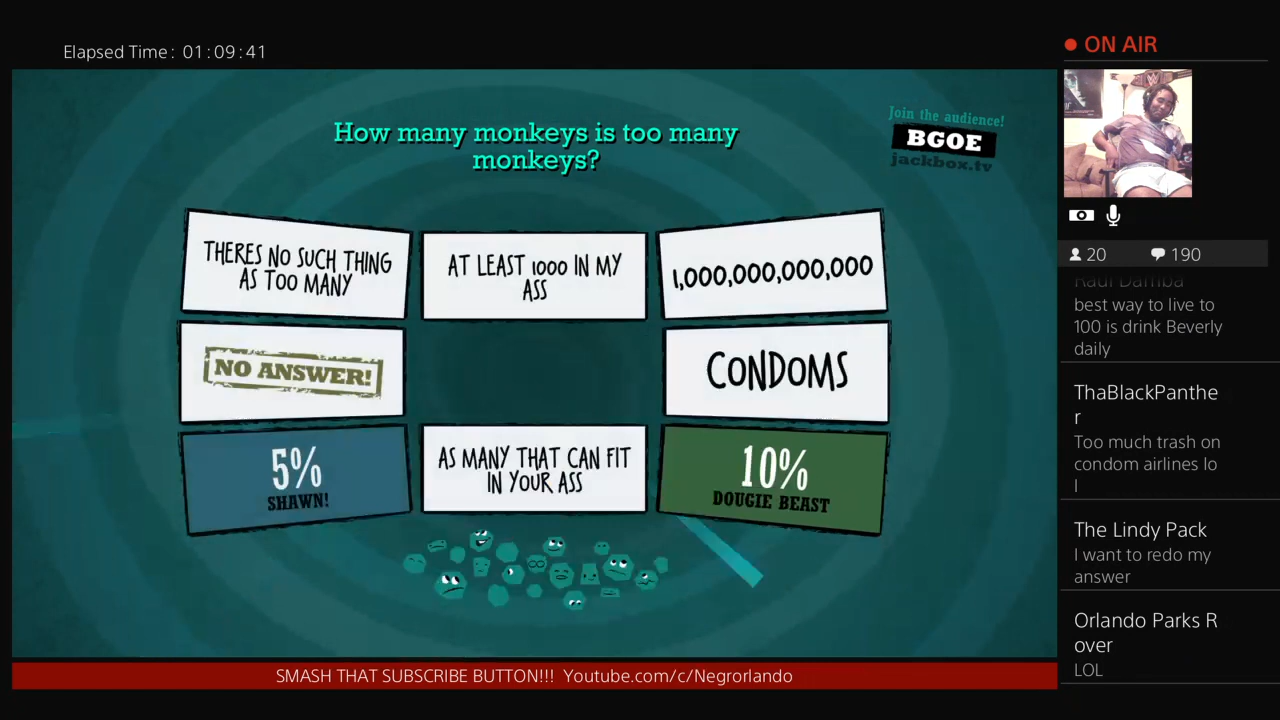 Elapsed Time: 01:09:41
ON AIR
How many monkeys is too many
monkeys?
Join the audience!
BGOE
jackbox.tv
THERES NO SUCH THING
AS TOO MANY
AT LEAST 1000 IN MY
ASS
1,000,000,000,000
NO ANSWER!
CONDOMS
5%
SHAWN!
AS MANY THAT CAN FIT
IN YOUR ASS
10%
DOUGIE BEAST
20
190
Raul Damba
best way to live to
100 is drink Beverly
daily
ThaBlackPanthe
r
Too much trash on
condom airlines lo
l
The Lindy Pack
I want to redo my
answer
Orlando Parks R
over
LOL
SMASH THAT SUBSCRIBE BUTTON!!! Youtube.com/c/Negrorlando